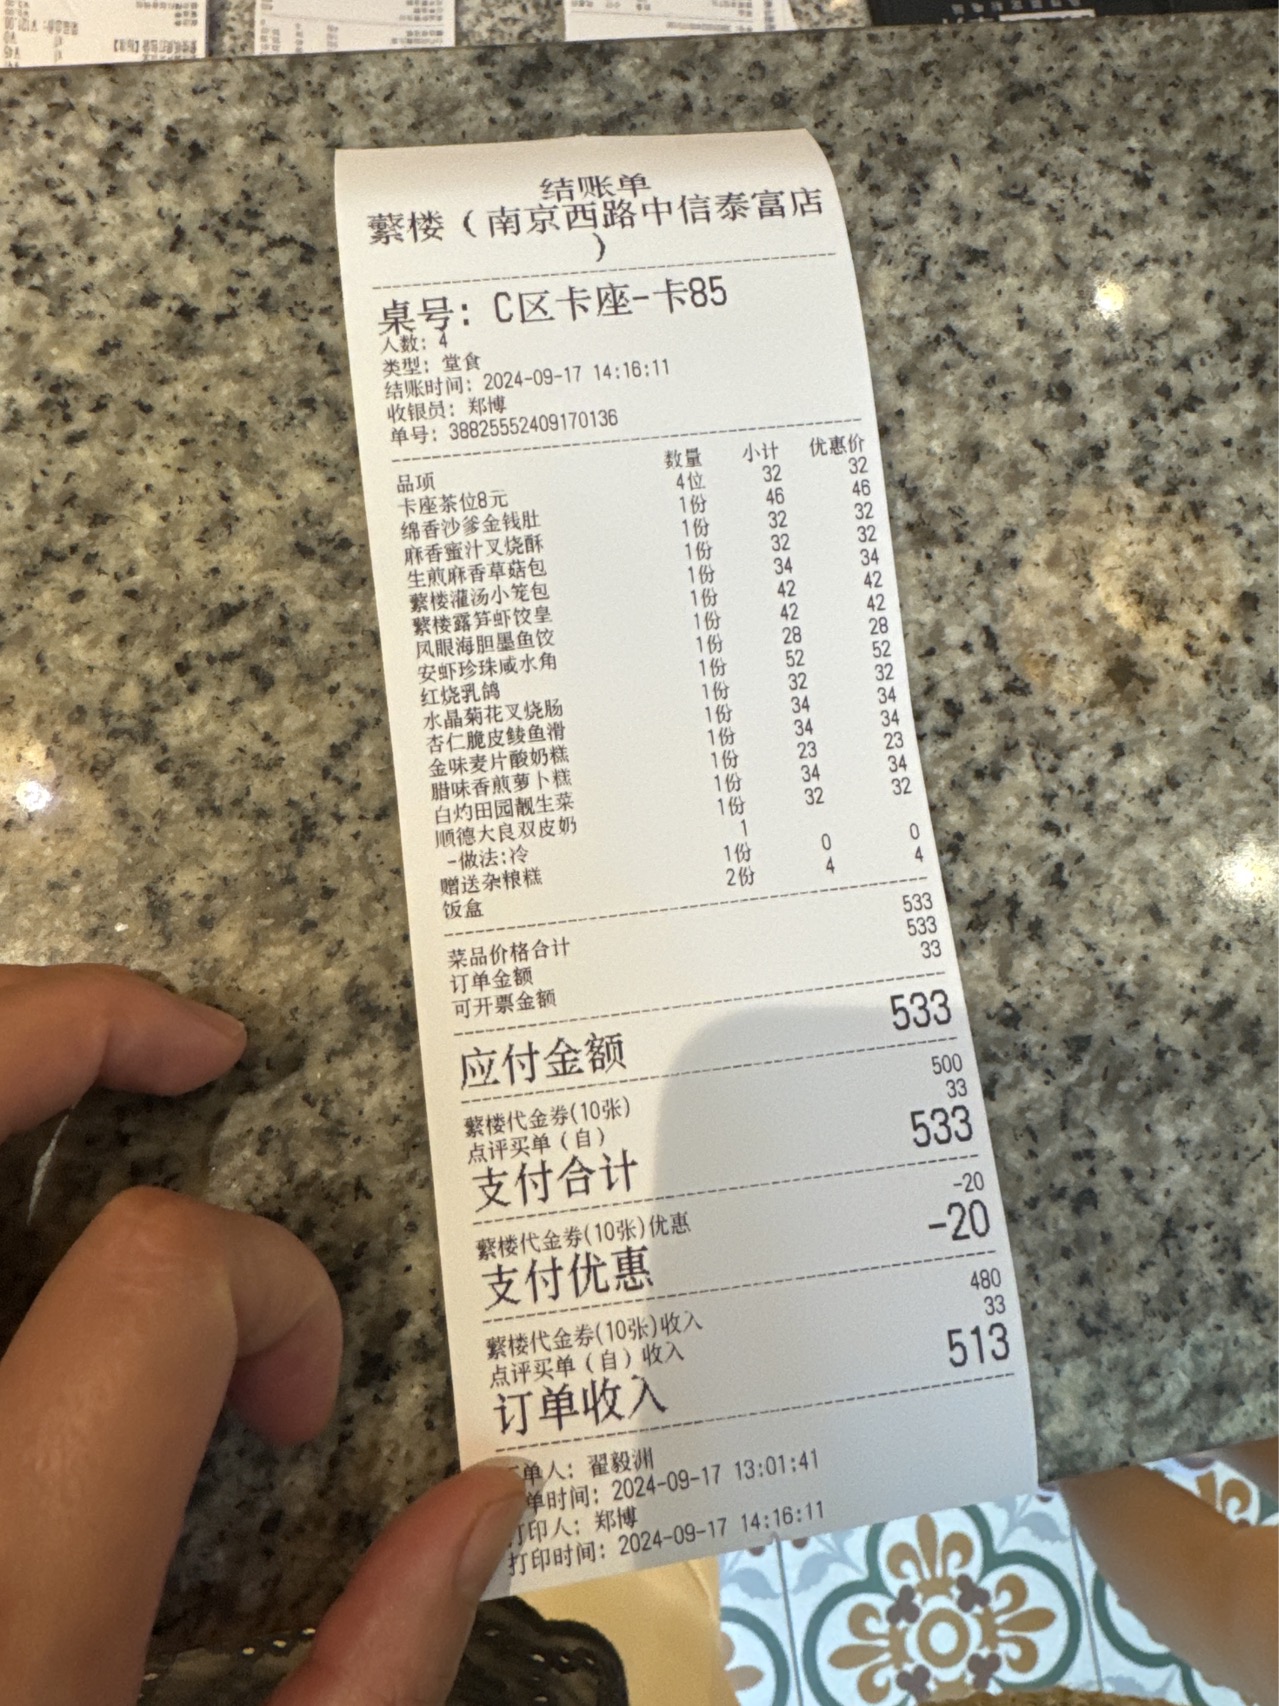 结账单
蘩楼（南京西路中信泰富店
）
桌号: C区卡座-卡85
人数: 4
类型: 堂食
结账时间: 2024-09-17 14:16:11
收银员: 郑博
单号: 38825552409170136
品项 数量 小计 优惠价
卡座茶位8元 4位 32 32
绵香沙爹金钱肚 1份 46 46
麻香蜜汁叉烧酥 1份 32 32
生煎麻香草菇包 1份 32 32
蘩楼灌汤小笼包 1份 34 34
蘩楼露笋虾饺皇 1份 42 42
凤眼海胆墨鱼饺 1份 42 42
安虾珍珠咸水角 1份 28 28
红烧乳鸽 1份 52 52
水晶菊花叉烧肠 1份 32 32
杏仁脆皮鲮鱼滑 1份 34 34
金味麦片酸奶糕 1份 34 34
腊味香煎萝卜糕 1份 23 23
白灼田园靓生菜 1份 34 34
顺德大良双皮奶 1份 32 32
-做法:冷 1
赠送杂粮糕 1份 0 0
饭盒 2份 4 4
菜品价格合计 533
订单金额 533
可开票金额 33
应付金额 533
蘩楼代金券(10张) 500
点评买单（自） 33
支付合计 533
蘩楼代金券(10张)优惠 -20
支付优惠 -20
蘩楼代金券(10张)收入 480
点评买单（自）收入 33
订单收入 513
单人: 翟毅洲
单时间: 2024-09-17 13:01:41
打印人: 郑博
打印时间: 2024-09-17 14:16:11